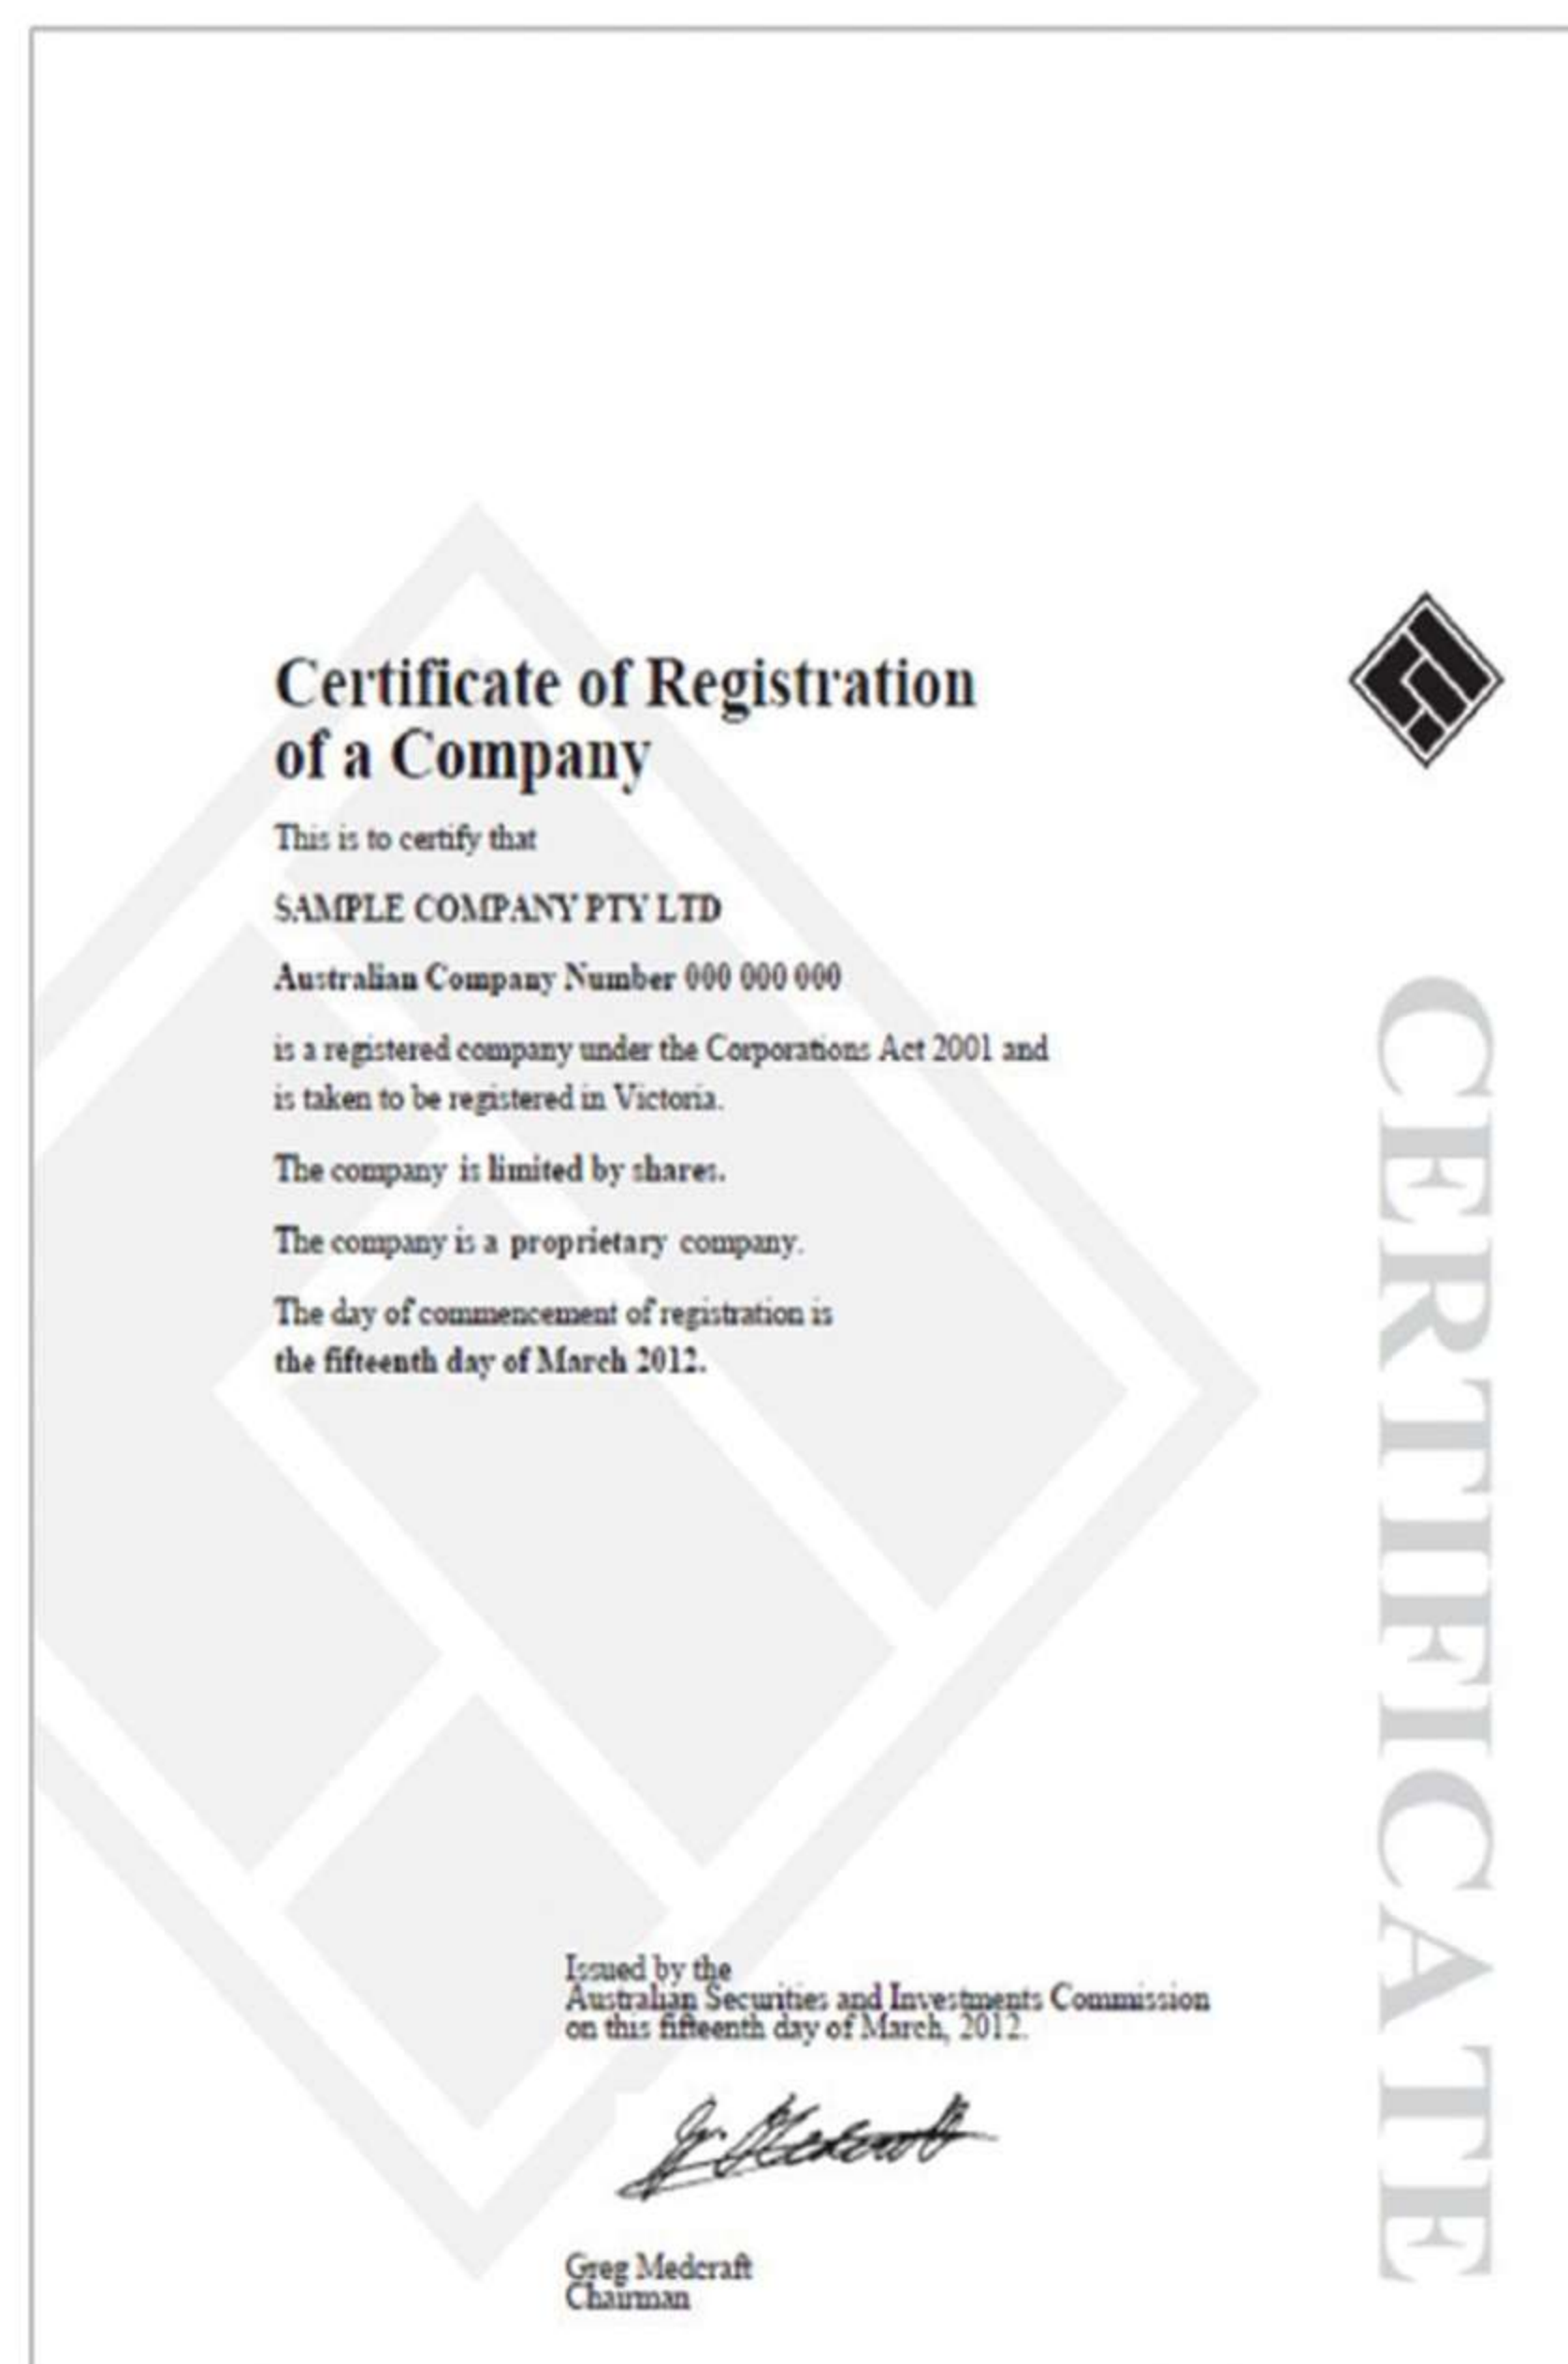 Certificate of Registration
of a Company
This is to certify that
SAMPLE COMPANY PTY LTD
Australian Company Number 000 000 000
is a registered company under the Corporations Act 2001 and
is taken to be registered in Victoria.
The company is limited by shares.
The company is a proprietary company.
The day of commencement of registration is
the fifteenth day of March 2012.
CERTIFICATE
Issued by the
Australian Securities and Investments Commission
on this fifteenth day of March, 2012.
G. Medcraft
Greg Medcraft
Chairman